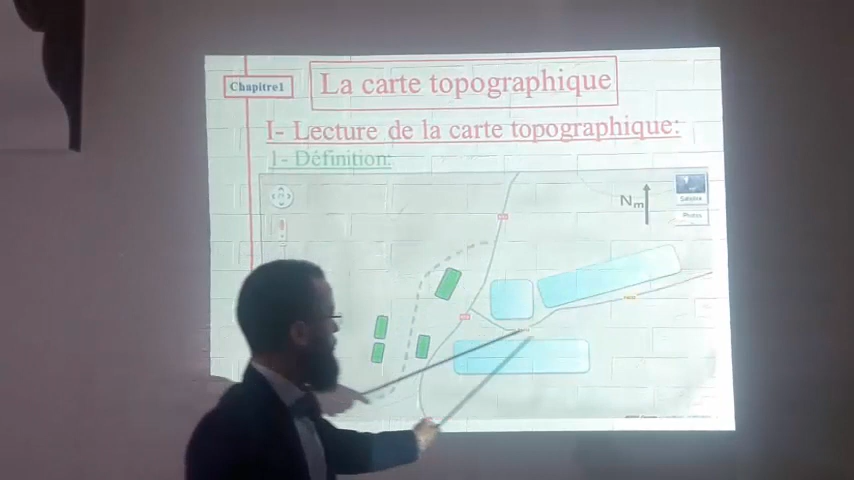 Chapitre1
La carte topographique
I- Lecture de la carte topographique:
1- Définition:
Nm
Satellite
Photos